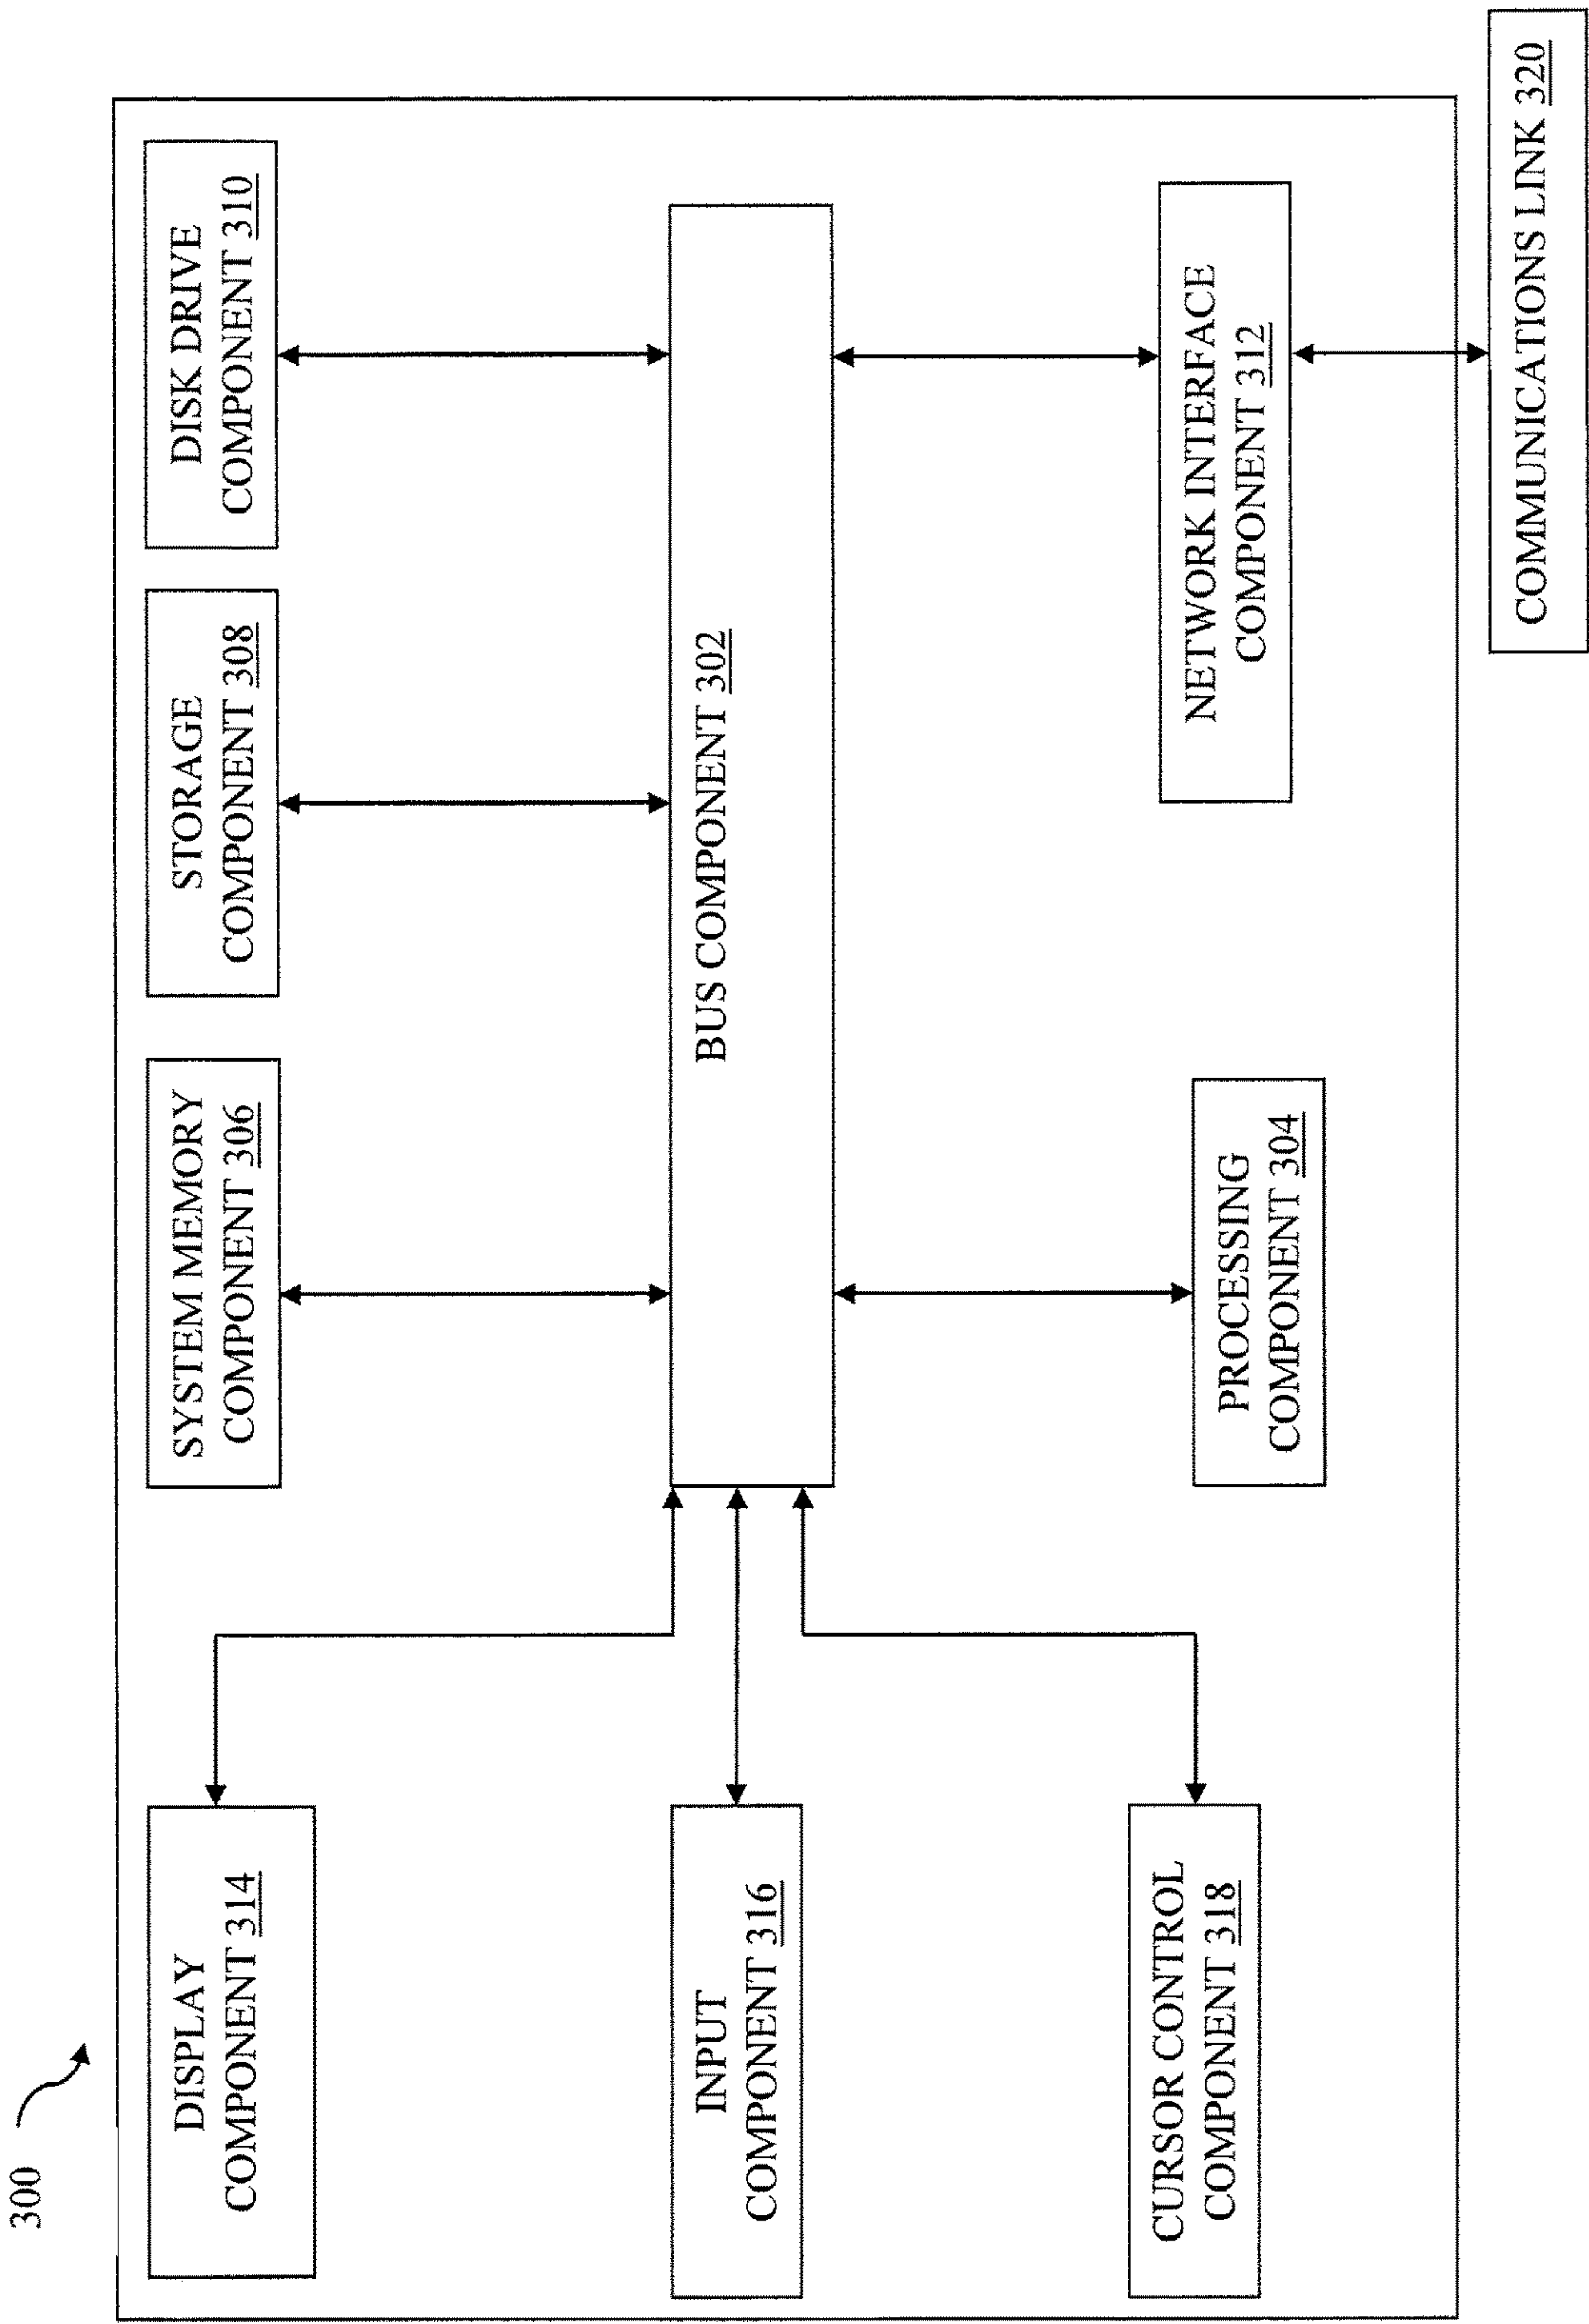 300
DISPLAY
COMPONENT 314
SYSTEM MEMORY
COMPONENT 306
STORAGE
COMPONENT 308
DISK DRIVE
COMPONENT 310
INPUT
COMPONENT 316
BUS COMPONENT 302
CURSOR CONTROL
COMPONENT 318
PROCESSING
COMPONENT 304
NETWORK INTERFACE
COMPONENT 312
COMMUNICATIONS LINK 320